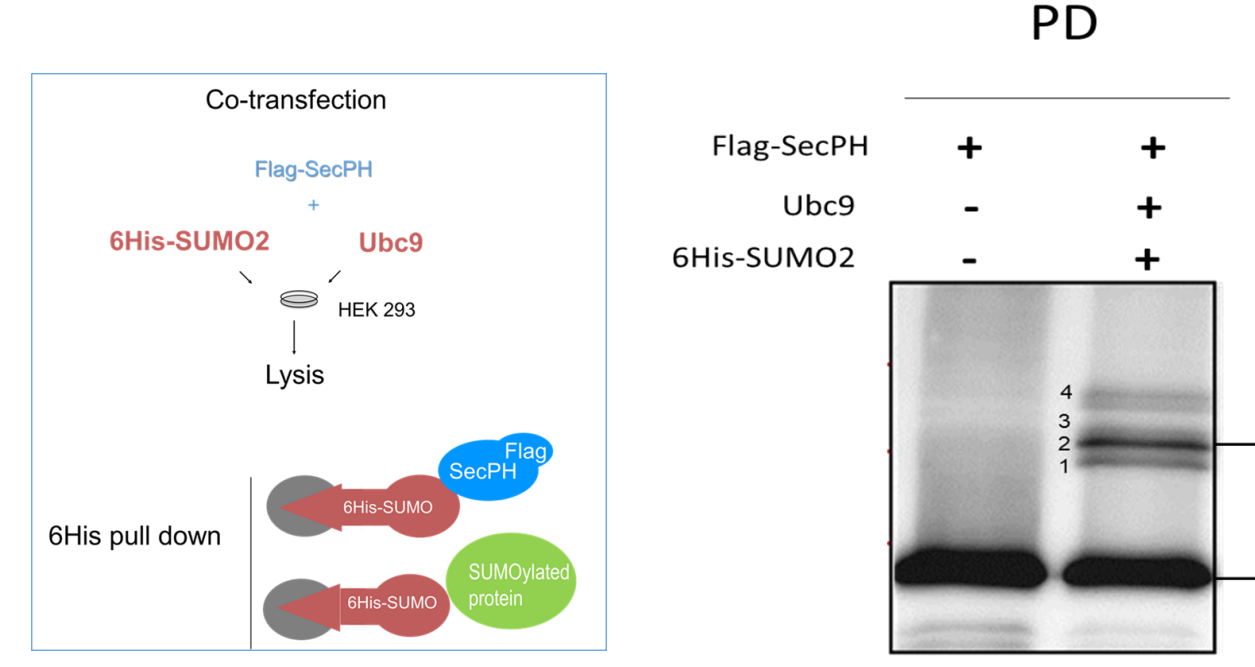 Co-transfection
Flag-SecPH
+
6His-SUMO2 Ubc9
HEK 293
Lysis
6His pull down
Flag
SecPH
6His-SUMO
SUMOylated
protein
6His-SUMO
PD
Flag-SecPH + +
Ubc9 - +
6His-SUMO2 - +
4
3
2
1